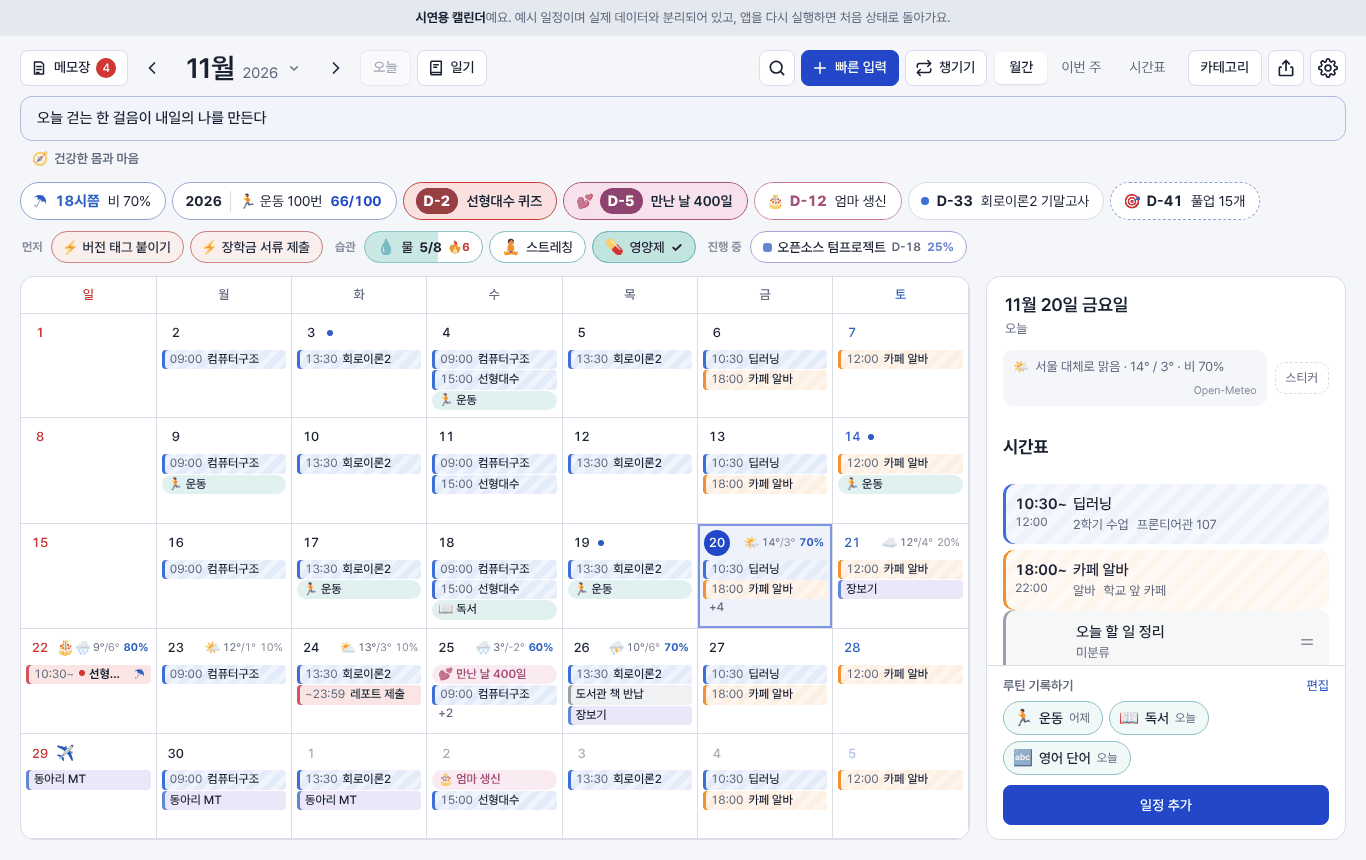 시연용 캘린더예요. 예시 일정이며 실제 데이터와 분리되어 있고, 앱을 다시 실행하면 처음 상태로 돌아가요.
메모장 4 11월 2026 오늘 일기 빠른 입력 챙기기 월간 이번 주 시간표 카테고리
오늘 걷는 한 걸음이 내일의 나를 만든다
건강한 몸과 마음
18시쯤 비 70% 2026 운동 100번 66/100 D-2 선형대수 퀴즈 D-5 만난 날 400일 D-12 엄마 생신 D-33 회로이론2 기말고사 D-41 풀업 15개
먼저 버전 태그 붙이기 장학금 서류 제출 습관 물 5/8 6 스트레칭 영양제 진행 중 오픈소스 텀프로젝트 D-18 25%
일 월 화 수 목 금 토
1 2 3 4 5 6 7
09:00 컴퓨터구조 13:30 회로이론2 09:00 컴퓨터구조 13:30 회로이론2 10:30 딥러닝 12:00 카페 알바
15:00 선형대수 18:00 카페 알바
운동
8 9 10 11 12 13 14
09:00 컴퓨터구조 13:30 회로이론2 09:00 컴퓨터구조 13:30 회로이론2 10:30 딥러닝 12:00 카페 알바
운동 15:00 선형대수 18:00 카페 알바 운동
15 16 17 18 19 20 14°/3° 70% 21 12°/4° 20%
09:00 컴퓨터구조 13:30 회로이론2 09:00 컴퓨터구조 13:30 회로이론2 10:30 딥러닝 12:00 카페 알바
운동 15:00 선형대수 운동 18:00 카페 알바 장보기
독서 +4
22 9°/6° 80% 23 12°/1° 10% 24 13°/3° 10% 25 3°/-2° 60% 26 10°/6° 70% 27 28
10:30~ 선형... 09:00 컴퓨터구조 13:30 회로이론2 만난 날 400일 13:30 회로이론2 10:30 딥러닝 12:00 카페 알바
~23:59 레포트 제출 09:00 컴퓨터구조 도서관 책 반납 18:00 카페 알바
+2 장보기
29 30 1 2 3 4 5
동아리 MT 09:00 컴퓨터구조 13:30 회로이론2 엄마 생신 13:30 회로이론2 10:30 딥러닝 12:00 카페 알바
동아리 MT 동아리 MT 15:00 선형대수 18:00 카페 알바
11월 20일 금요일
오늘
서울 대체로 맑음 · 14° / 3° · 비 70%
Open-Meteo
스티커
시간표
10:30~ 딥러닝
12:00 2학기 수업 프론티어관 107
18:00~ 카페 알바
22:00 알바 학교 앞 카페
오늘 할 일 정리
미분류
루틴 기록하기 편집
운동 어제 독서 오늘
abc 영어 단어 오늘
일정 추가